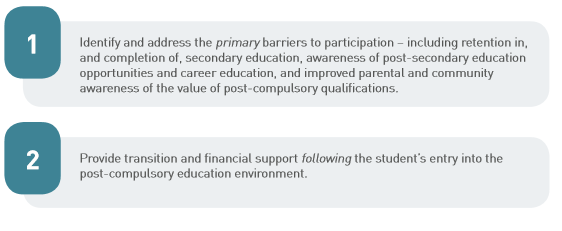 1
Identify and address the primary barriers to participation – including retention in,
and completion of, secondary education, awareness of post-secondary education
opportunities and career education, and improved parental and community
awareness of the value of post-compulsory qualifications.
2
Provide transition and financial support following the student's entry into the
post-compulsory education environment.